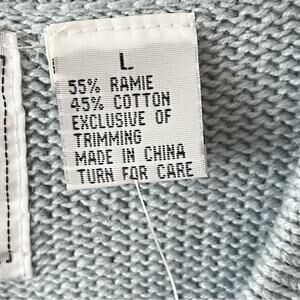 L
55% RAMIE
45% COTTON
EXCLUSIVE OF
TRIMMING
MADE IN CHINA
TURN FOR CARE